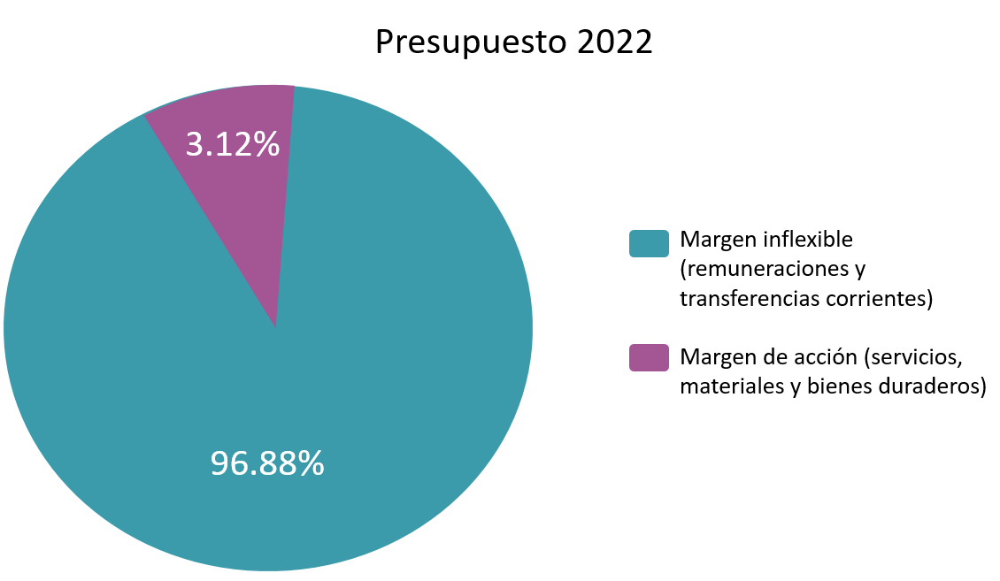 Presupuesto 2022
3.12%
96.88%
Margen inflexible
(remuneraciones y
transferencias corrientes)
Margen de acción (servicios,
materiales y bienes duraderos)